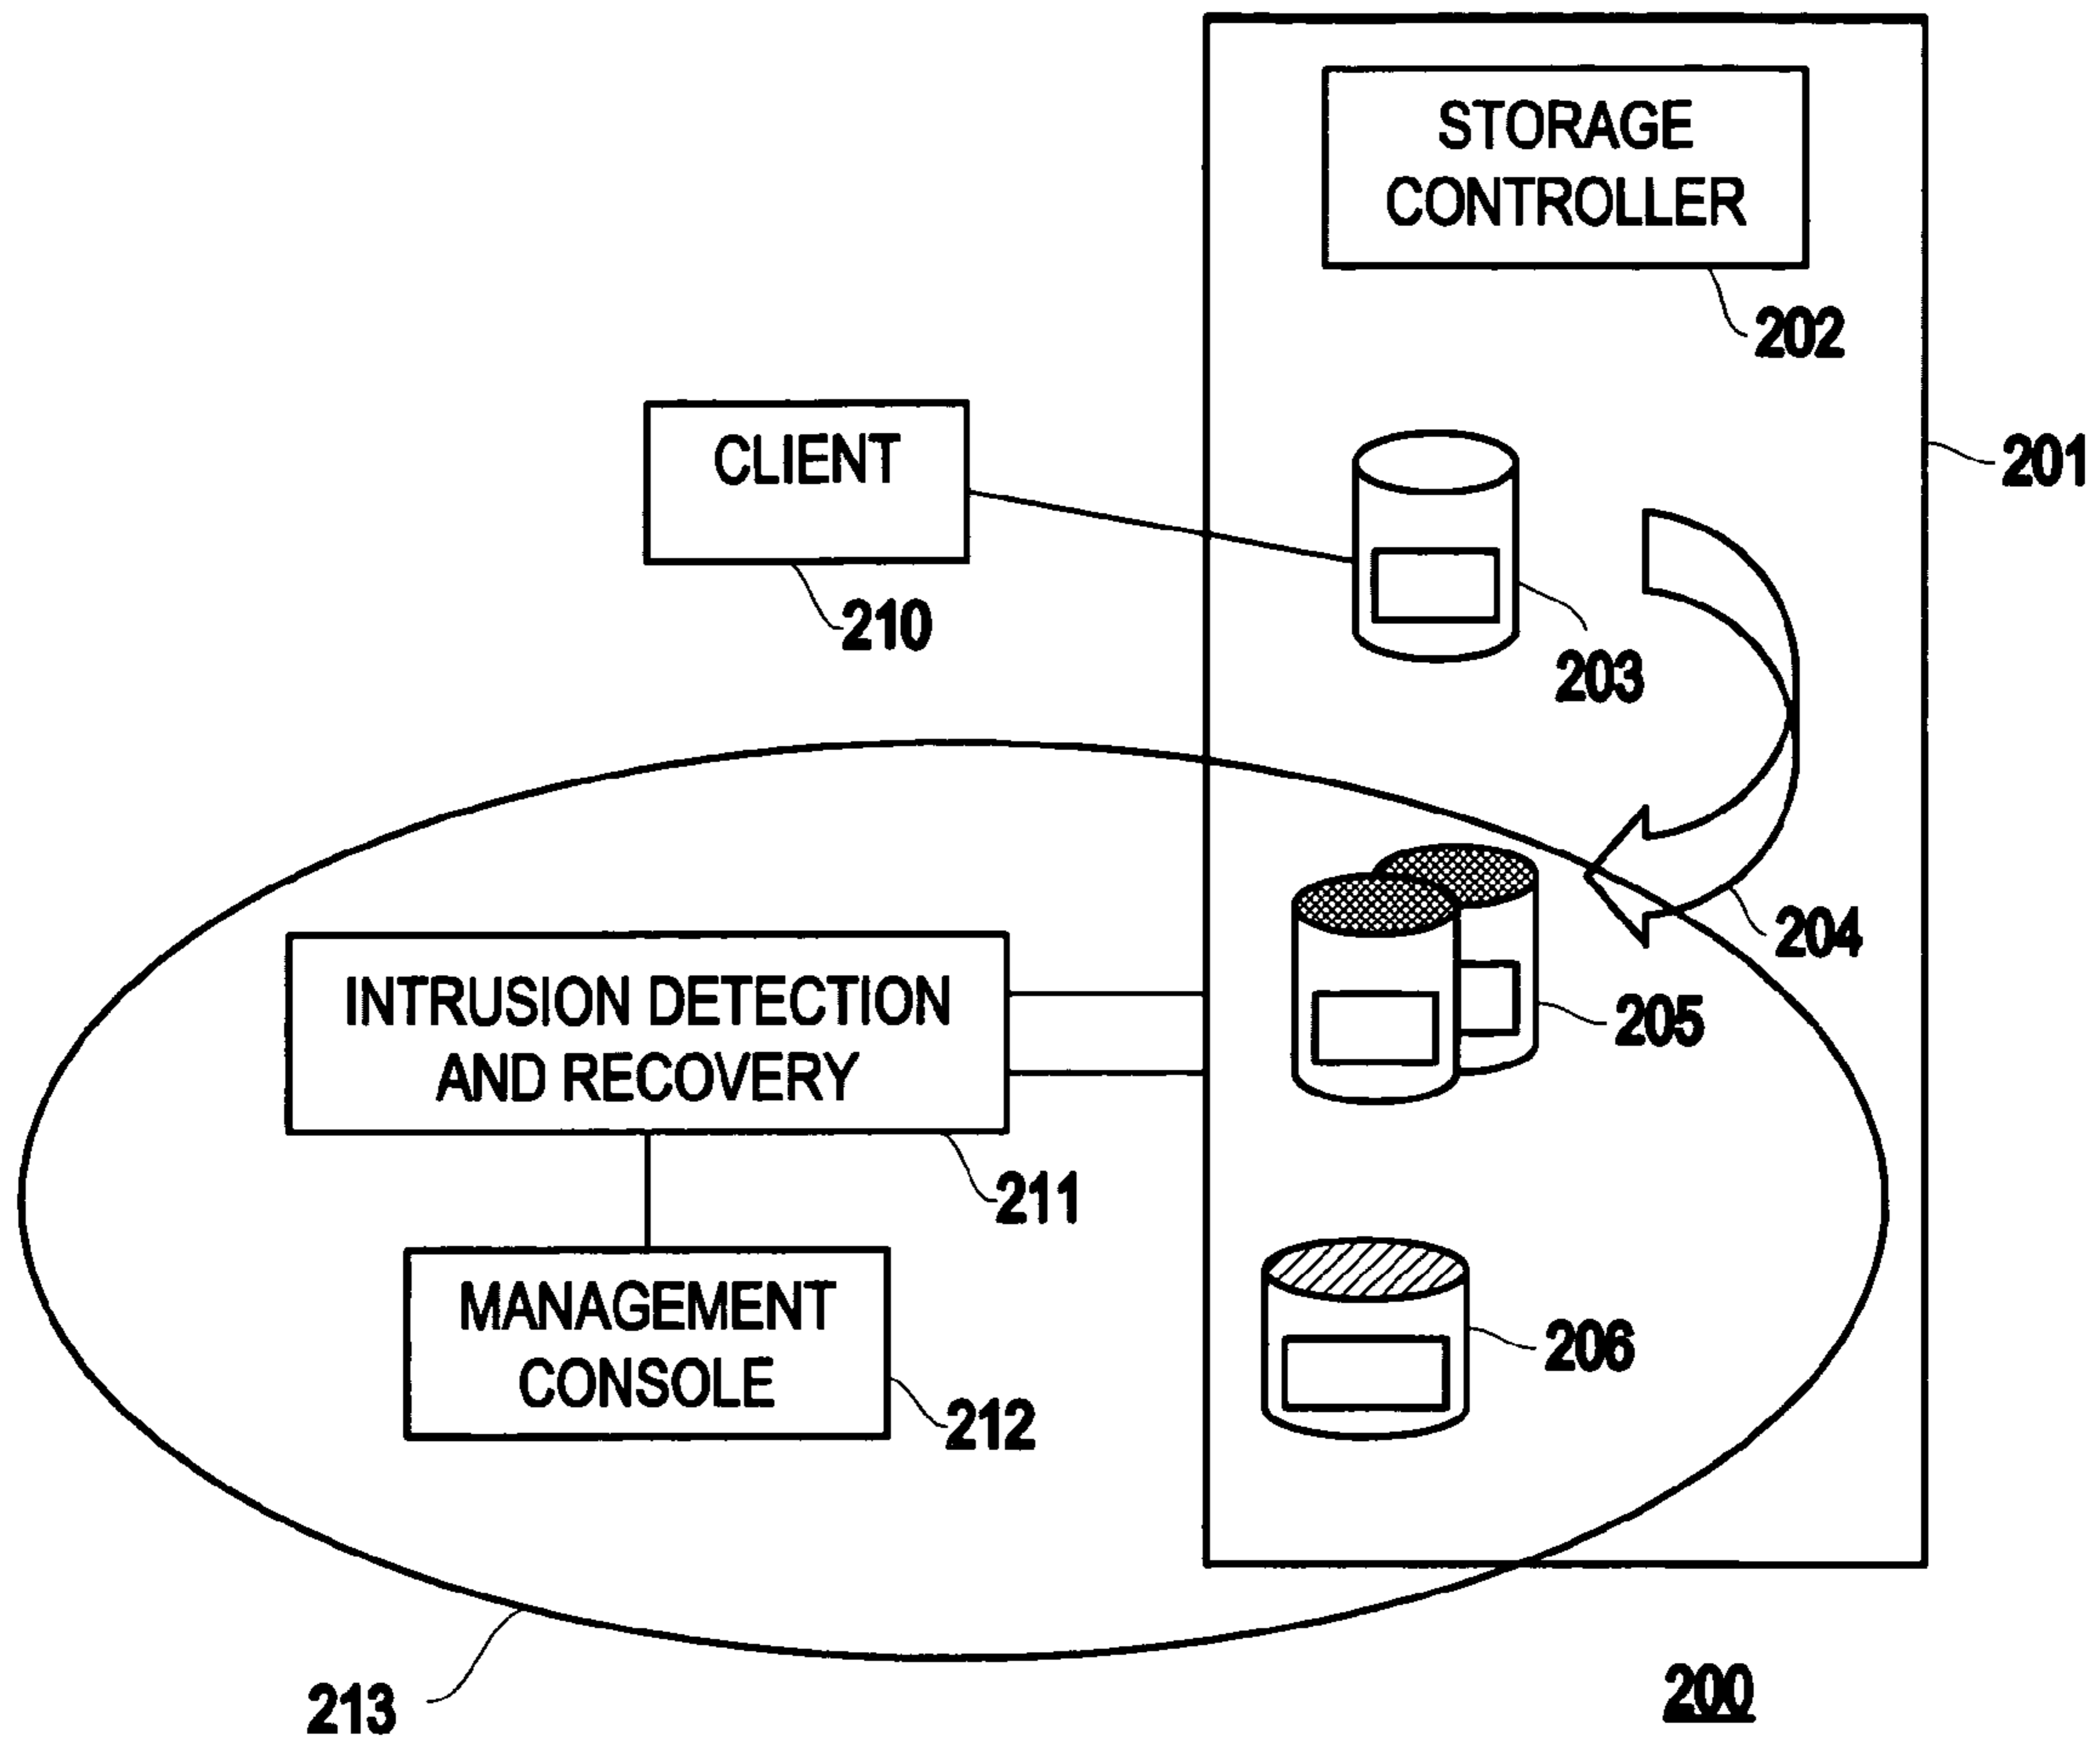 STORAGE
CONTROLLER
202
CLIENT
201
210
203
204
INTRUSION DETECTION
AND RECOVERY
205
211
MANAGEMENT
CONSOLE
206
212
213
200